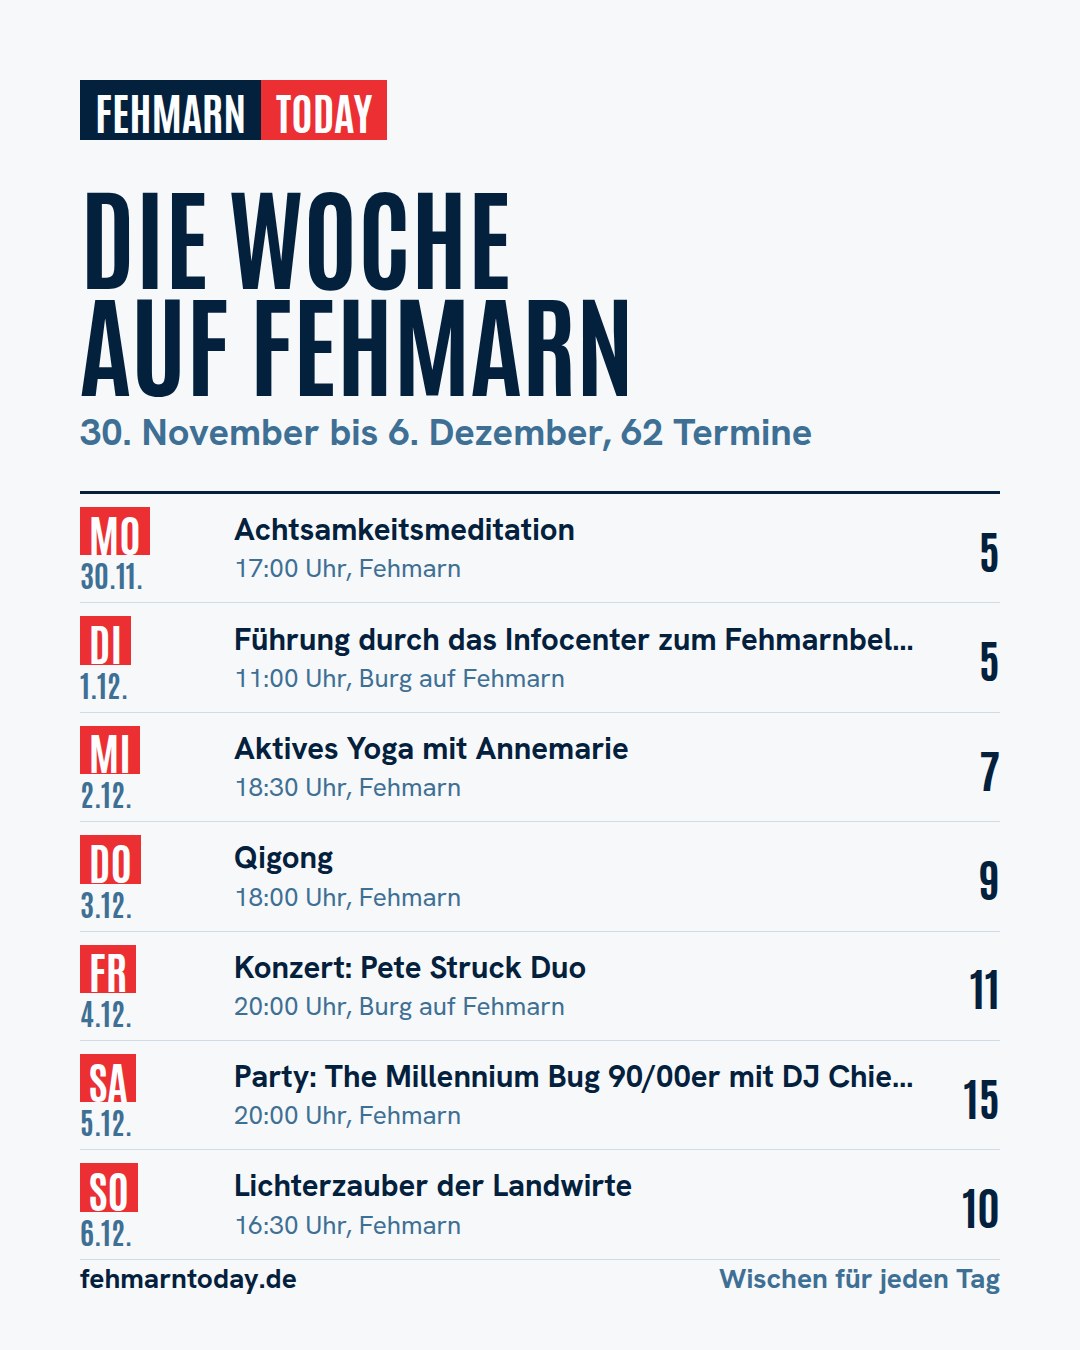 FEHMARN TODAY
DIE WOCHE
AUF FEHMARN
30. November bis 6. Dezember, 62 Termine
MO
30.11.
Achtsamkeitsmeditation
17:00 Uhr, Fehmarn
5
DI
1.12.
Führung durch das Infocenter zum Fehmarnbel...
11:00 Uhr, Burg auf Fehmarn
5
MI
2.12.
Aktives Yoga mit Annemarie
18:30 Uhr, Fehmarn
7
DO
3.12.
Qigong
18:00 Uhr, Fehmarn
9
FR
4.12.
Konzert: Pete Struck Duo
20:00 Uhr, Burg auf Fehmarn
11
SA
5.12.
Party: The Millennium Bug 90/00er mit DJ Chie...
20:00 Uhr, Fehmarn
15
SO
6.12.
Lichterzauber der Landwirte
16:30 Uhr, Fehmarn
10
fehmarntoday.de
Wischen für jeden Tag